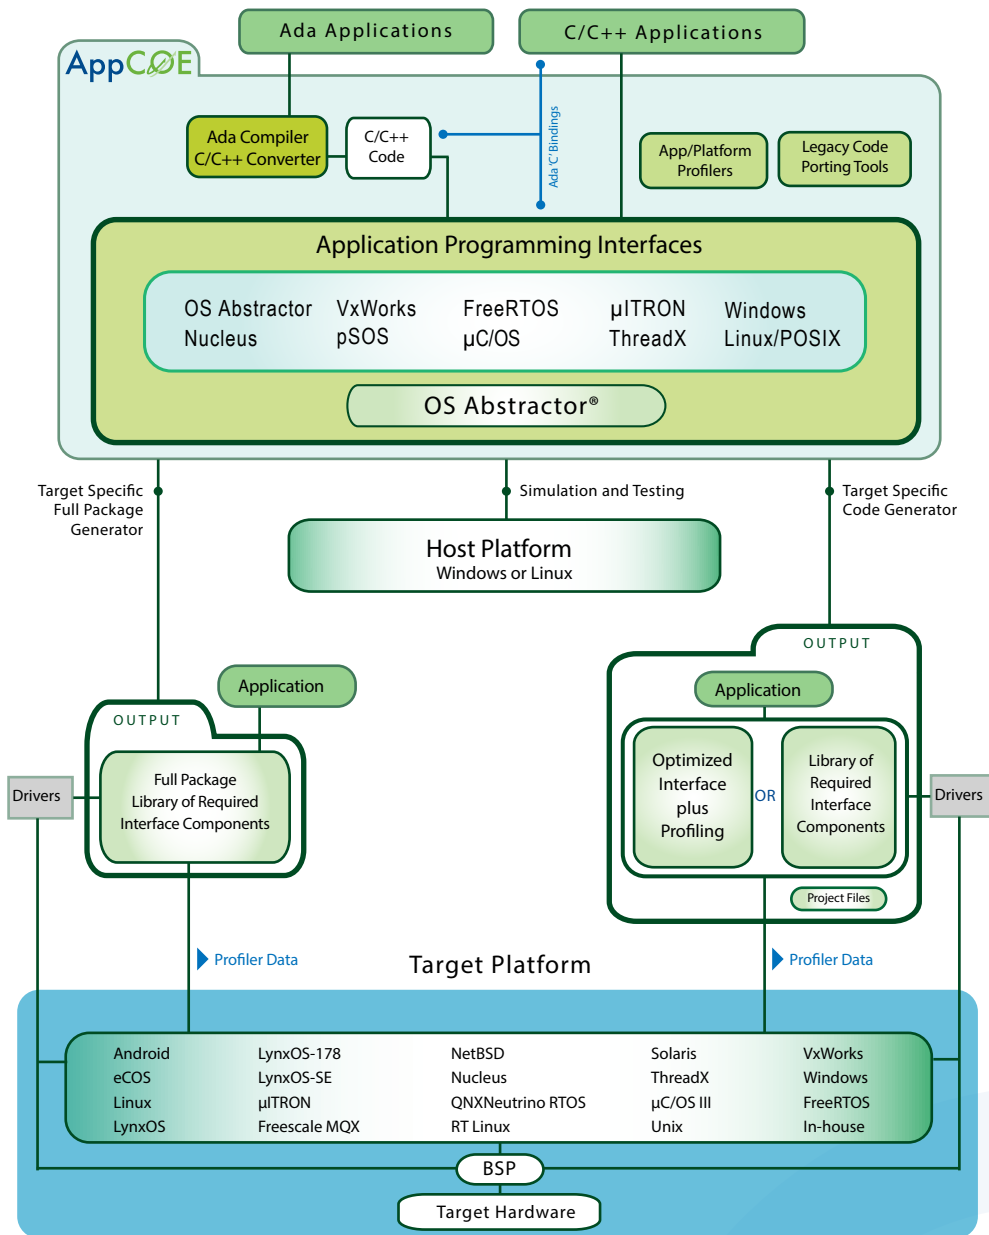 Ada Applications
C/C++ Applications
AppCOE
Ada Compiler
C/C++ Converter
C/C++
Code
Ada 'C' Bindings
App/Platform
Profilers
Legacy Code
Porting Tools
Application Programming Interfaces
OS Abstractor VxWorks FreeRTOS µITRON Windows
Nucleus pSOS µC/OS ThreadX Linux/POSIX
OS Abstractor®
Target Specific
Full Package
Generator
Simulation and Testing
Target Specific
Code Generator
Host Platform
Windows or Linux
OUTPUT
Application
OUTPUT
Application
Drivers
Full Package
Library of Required
Interface Components
Optimized
Interface
plus
Profiling
OR
Library of
Required
Interface
Components
Drivers
Project Files
Profiler Data
Target Platform
Profiler Data
Android LynxOS-178 NetBSD Solaris VxWorks
eCOS LynxOS-SE Nucleus ThreadX Windows
Linux µITRON QNXNeutrino RTOS µC/OS III FreeRTOS
LynxOS Freescale MQX RT Linux Unix In-house
BSP
Target Hardware